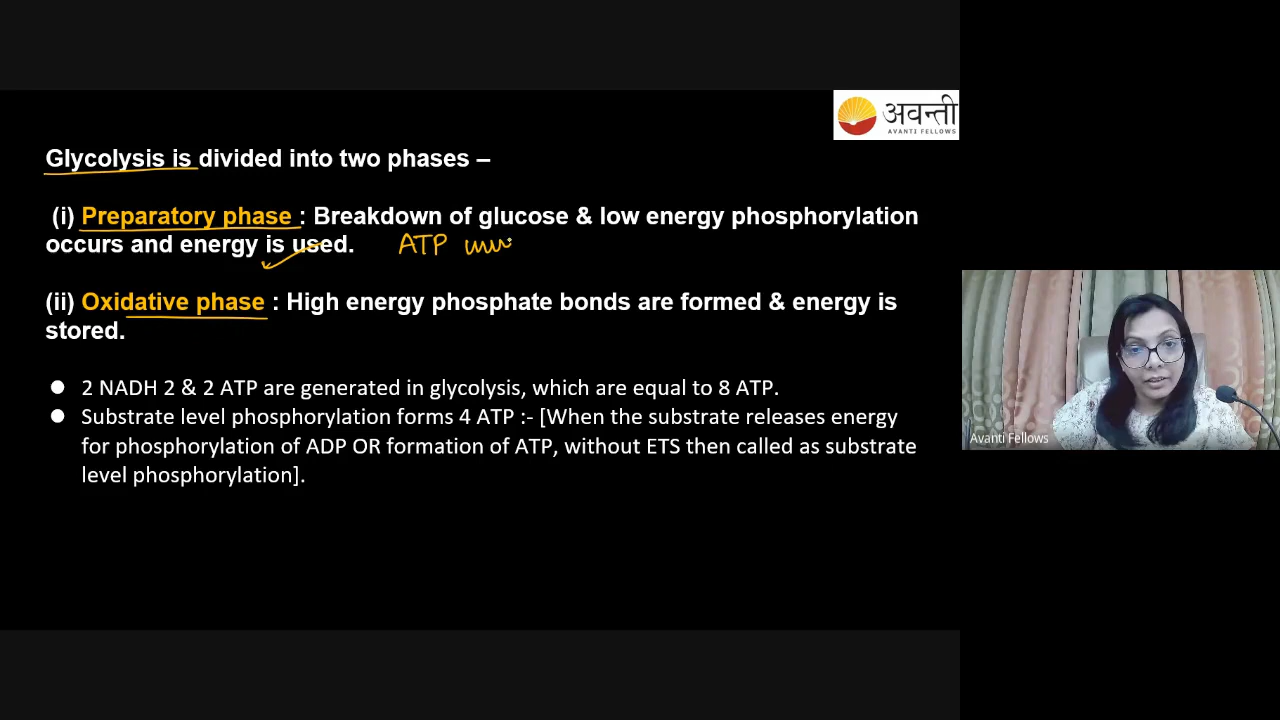 अवन्ती
AVANTI FELLOWS
Glycolysis is divided into two phases –
(i) Preparatory phase : Breakdown of glucose & low energy phosphorylation
occurs and energy is used. ATP
(ii) Oxidative phase : High energy phosphate bonds are formed & energy is
stored.
● 2 NADH 2 & 2 ATP are generated in glycolysis, which are equal to 8 ATP.
● Substrate level phosphorylation forms 4 ATP :- [When the substrate releases energy
for phosphorylation of ADP OR formation of ATP, without ETS then called as substrate
level phosphorylation].
Avanti Fellows